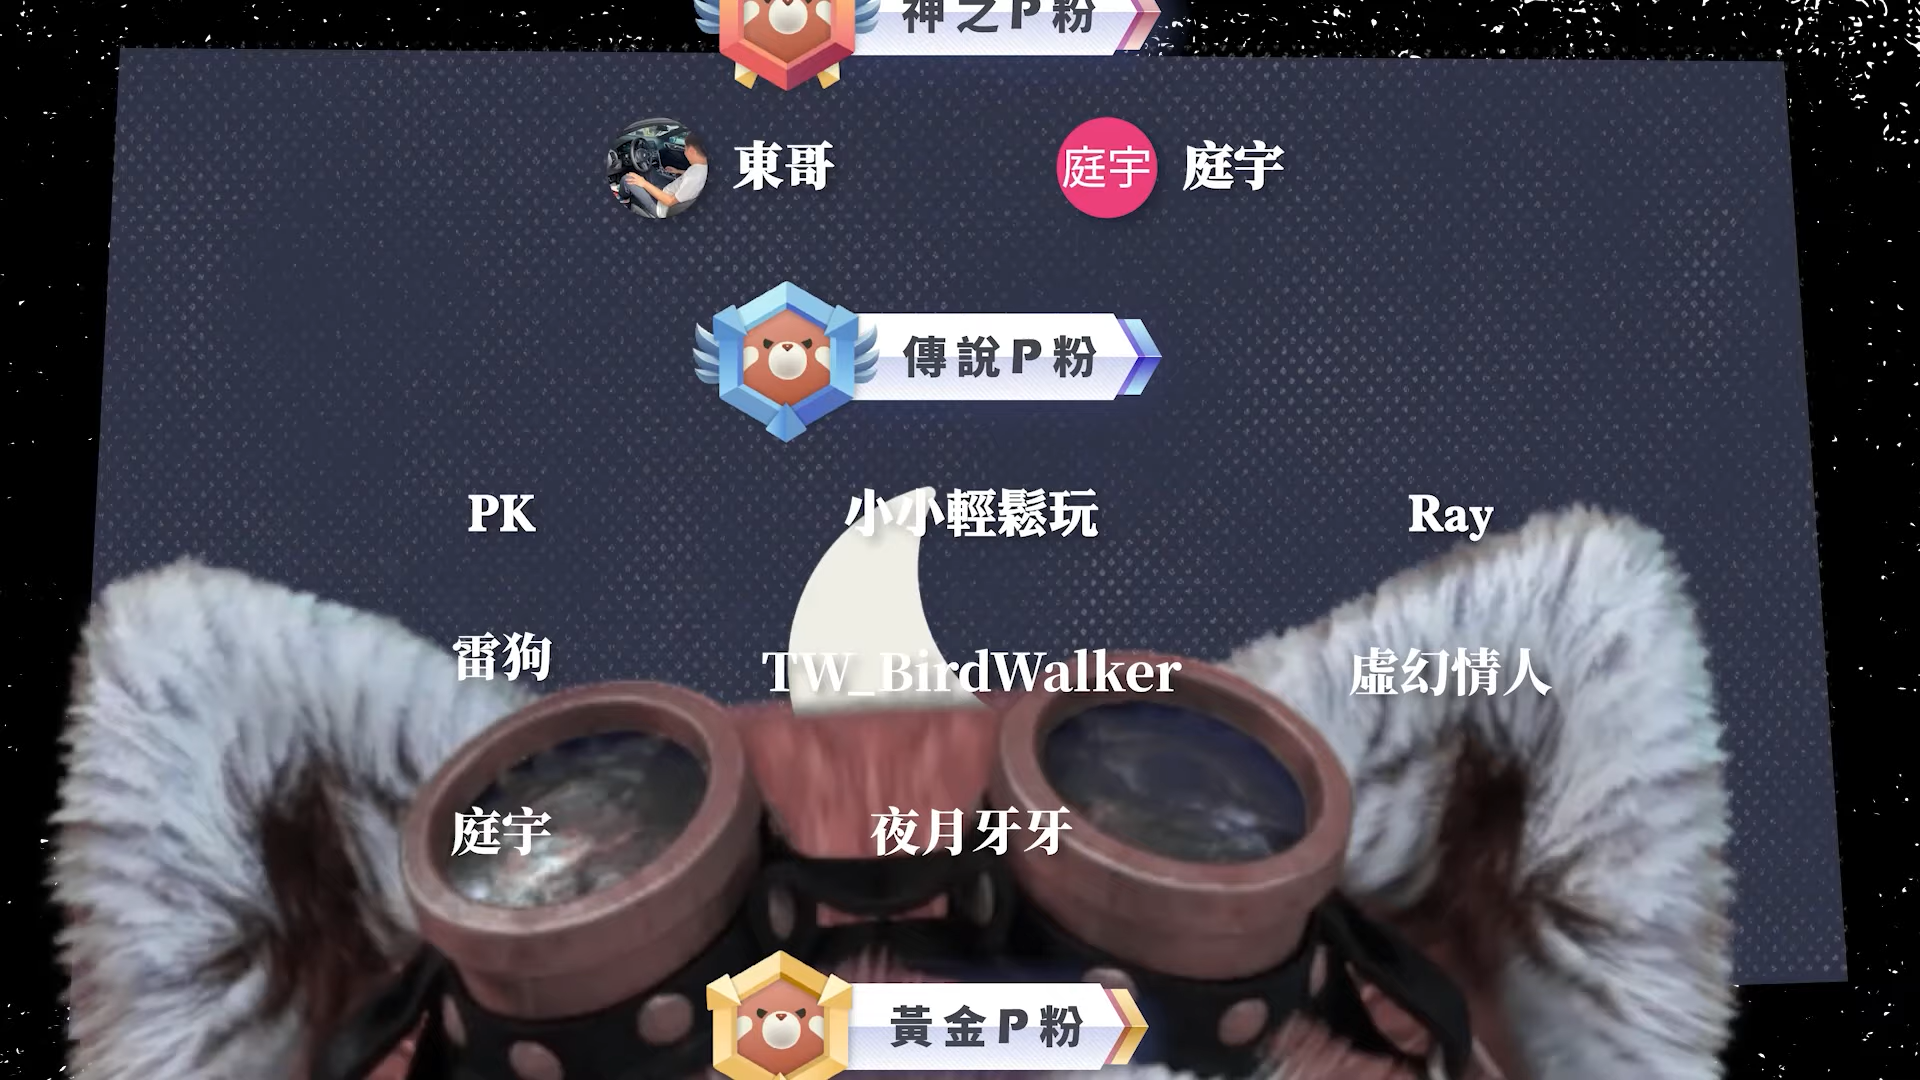 神之P粉
東哥
庭宇 庭宇
傳說P粉
PK 小小輕鬆玩 Ray
雷狗 TW_BirdWalker 虛幻情人
庭宇 夜月牙牙
黃金P粉